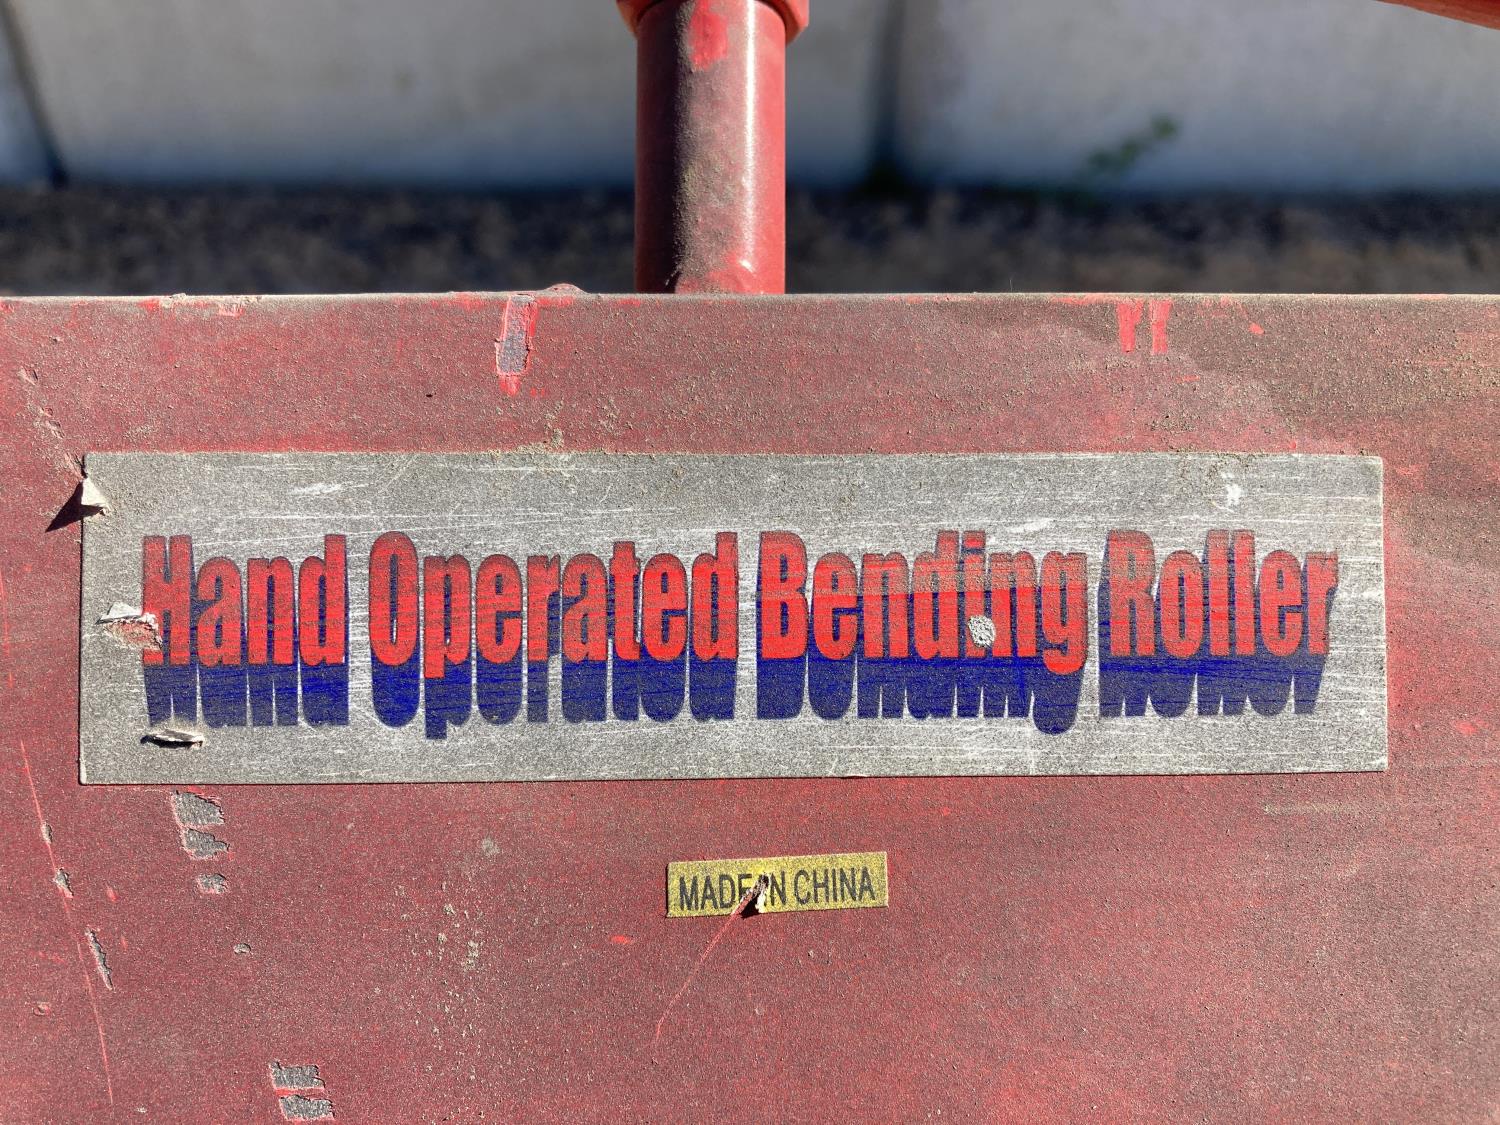 Hand Operated Bending Roller
MADE IN CHINA